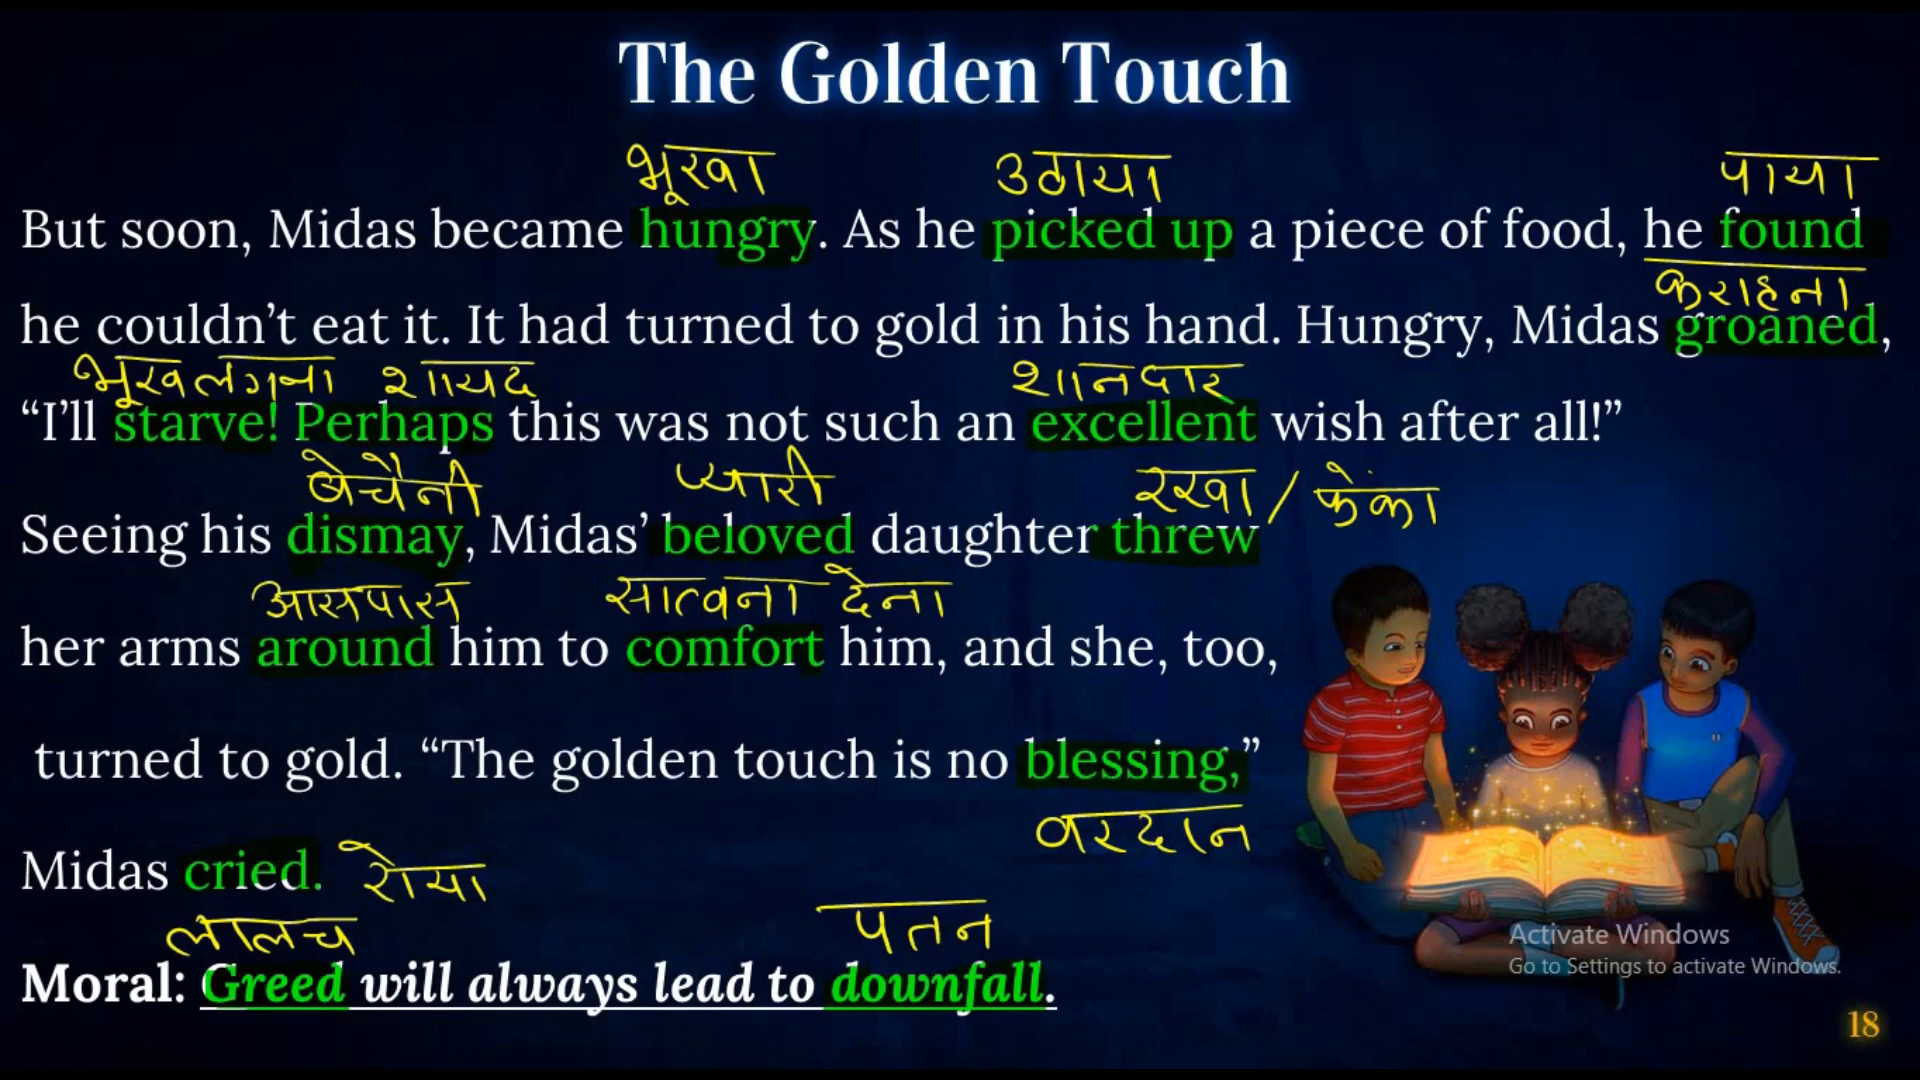 The Golden Touch
भूखा उठाया पाया
But soon, Midas became hungry. As he picked up a piece of food, he found
कराहना
he couldn’t eat it. It had turned to gold in his hand. Hungry, Midas groaned,
भूख लगना शायद शानदार
“I’ll starve! Perhaps this was not such an excellent wish after all!”
बेचैनी प्यारी रखा / फेंका
Seeing his dismay, Midas’ beloved daughter threw
आसपास सात्वना देना
her arms around him to comfort him, and she, too,
turned to gold. “The golden touch is no blessing,”
वरदान
Midas cried. रोया
लालच पतन
Moral: Greed will always lead to downfall.
Activate Windows
Go to Settings to activate Windows.
18